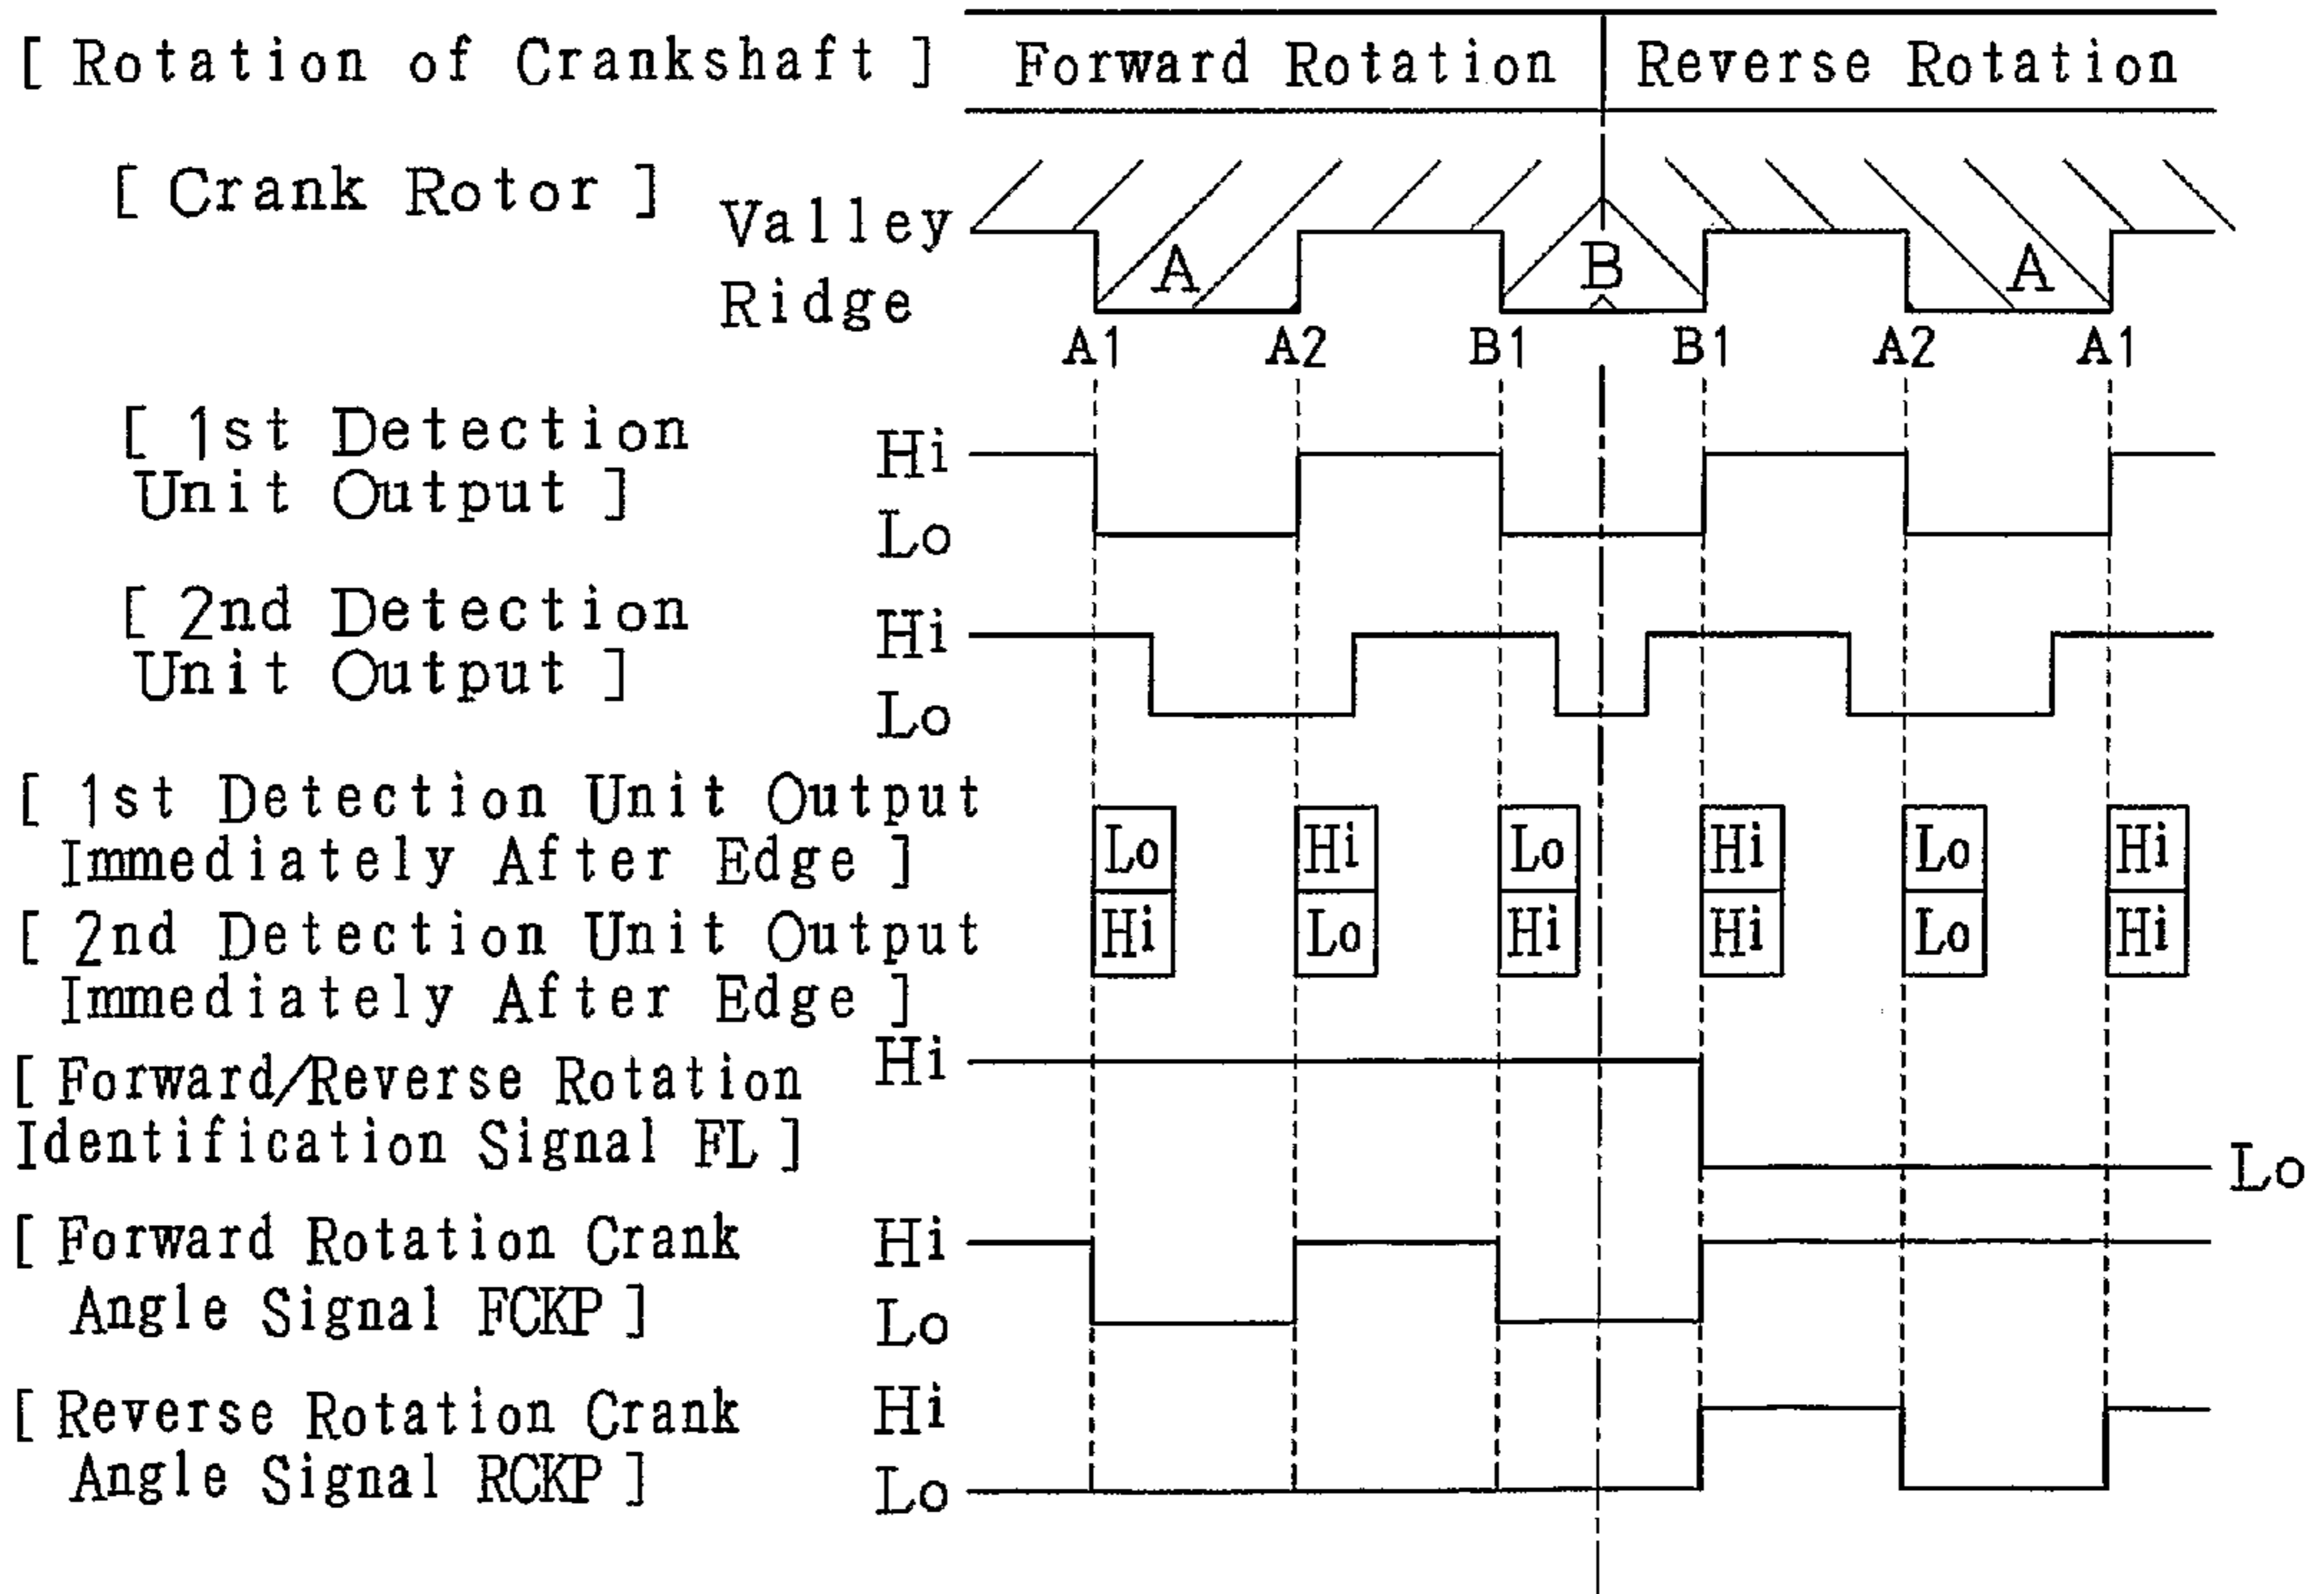 [ Rotation of Crankshaft ] Forward Rotation Reverse Rotation
[ Crank Rotor ]
Valley
Ridge
A B A
A1 A2 B1 B1 A2 A1
[ 1st Detection
Unit Output ]
Hi
Lo
[ 2nd Detection
Unit Output ]
Hi
Lo
[ 1st Detection Unit Output
Immediately After Edge ]
Lo Hi Lo Hi Lo Hi
[ 2nd Detection Unit Output
Immediately After Edge ]
Hi Lo Hi Hi Lo Hi
[ Forward/Reverse Rotation
Identification Signal FL ]
Hi
Lo
[ Forward Rotation Crank
Angle Signal FCKP ]
Hi
Lo
[ Reverse Rotation Crank
Angle Signal RCKP ]
Hi
Lo